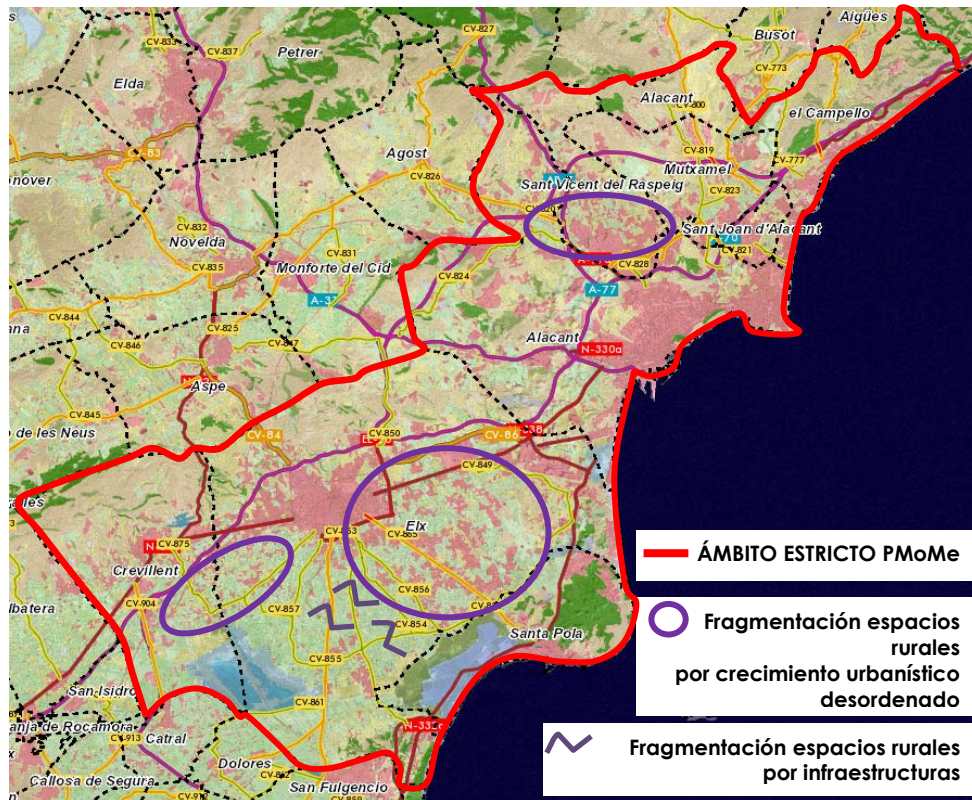 Aigües
CV-833
CV-837
CV-827
Busot
Petrer
CV-773
Elda
Alacant
CV-800
el Campello
CV-83
Agost
CV-819
CV-777
CV-826
Mutxamel
Sant Vicent del Raspeig
CV-823
CV-832
Sant Joan d'Alacant
Novelda
CV-831
CV-821
CV-835
Monforte del Cid
CV-828
CV-824
A-77
CV-844
CV-825
CV-847
Alacant
CV-846
N-330a
Aspe
CV-845
CV-84
CV-850
CV-86
CV-849
Elx
CV-865
CV-875
Crevillent
CV-856
CV-904
CV-857
CV-854
Santa Pola
CV-855
San Isidro
CV-861
CV-913
Catral
Dolores
Callosa de Segura
San Fulgencio
ÁMBITO ESTRICTO PMoMe
Fragmentación espacios
rurales
por crecimiento urbanístico
desordenado
Fragmentación espacios rurales
por infraestructuras